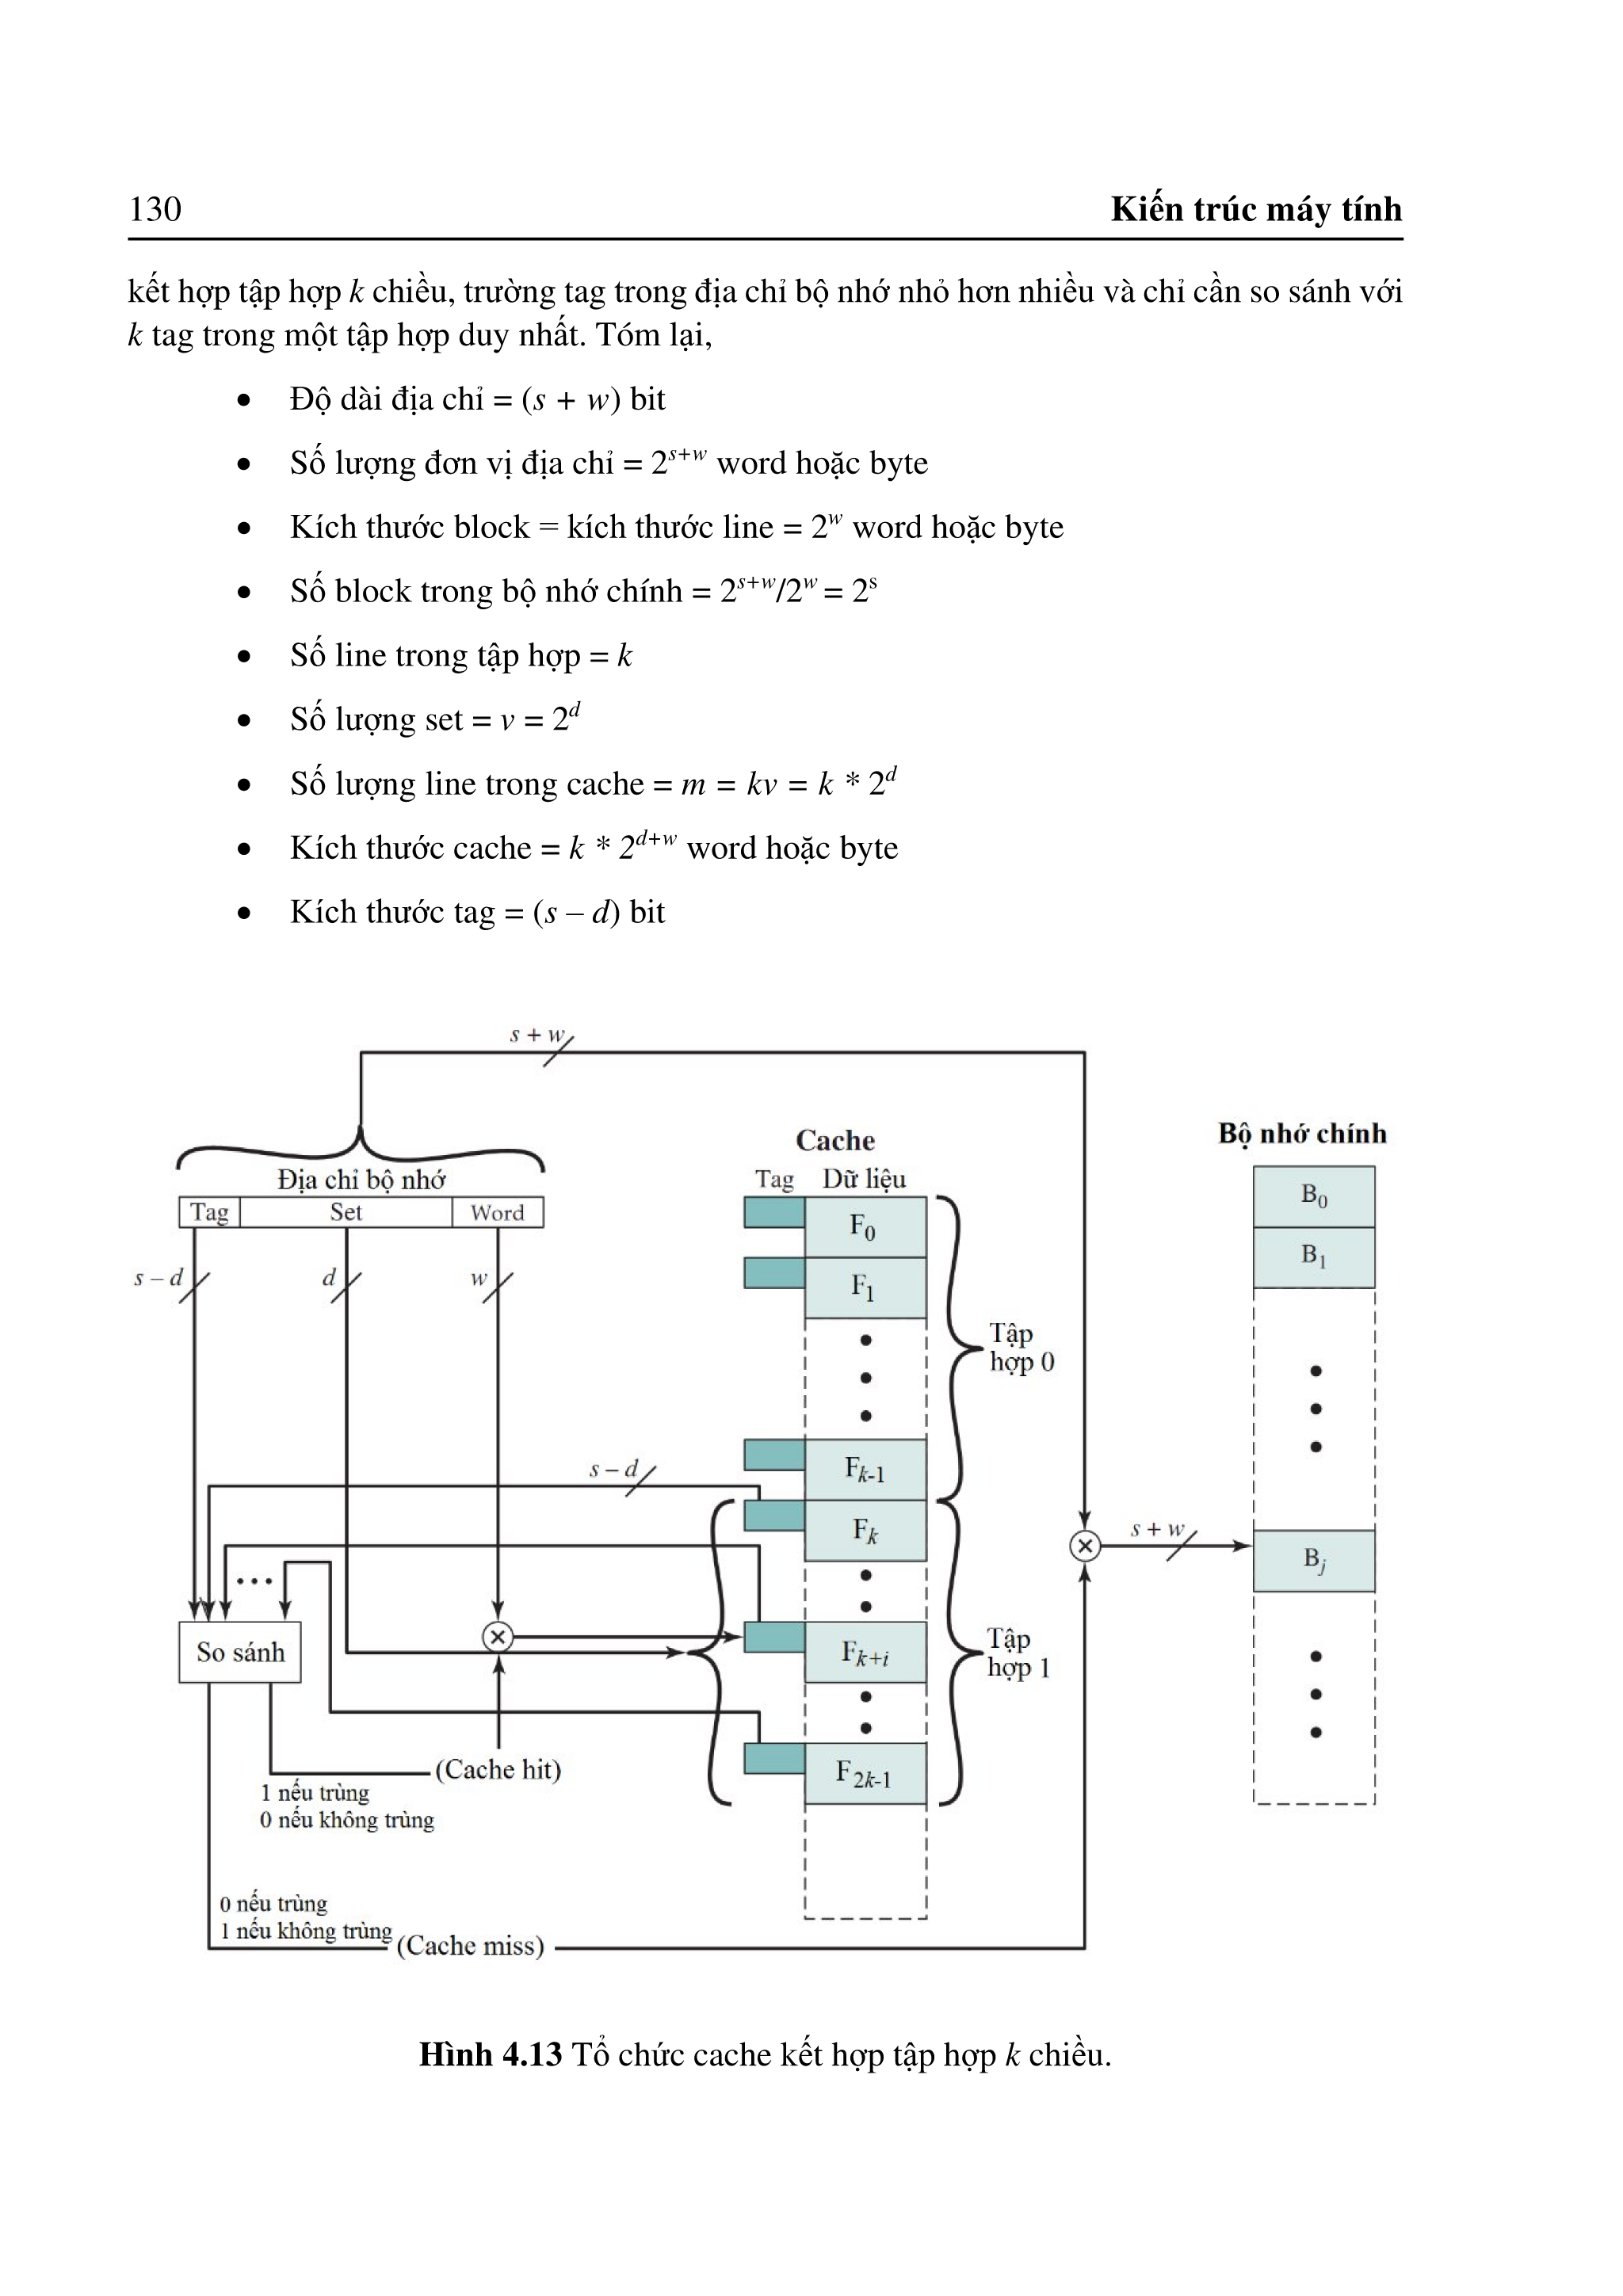 130 Kiến trúc máy tính
kết hợp tập hợp k chiều, trường tag trong địa chỉ bộ nhớ nhỏ hơn nhiều và chỉ cần so sánh với
k tag trong một tập hợp duy nhất. Tóm lại,
• Độ dài địa chỉ = (s + w) bit
• Số lượng đơn vị địa chỉ = 2^{s+w} word hoặc byte
• Kích thước block = kích thước line = 2^w word hoặc byte
• Số block trong bộ nhớ chính = 2^{s+w}/2^w = 2^s
• Số line trong tập hợp = k
• Số lượng set = v = 2^d
• Số lượng line trong cache = m = kv = k * 2^d
• Kích thước cache = k * 2^{d+w} word hoặc byte
• Kích thước tag = (s – d) bit
s + w
Cache
Bộ nhớ chính
Địa chỉ bộ nhớ
Tag Dữ liệu
Tag Set Word
F_0
B_0
B_1
s – d d w
F_1
Tập
hợp 0
s – d
F_{k-1}
F_k
s + w
B_j
So sánh
F_{k+i}
Tập
hợp 1
F_{2k-1}
(Cache hit)
1 nếu trùng
0 nếu không trùng
0 nếu trùng
1 nếu không trùng
(Cache miss)
Hình 4.13 Tổ chức cache kết hợp tập hợp k chiều.